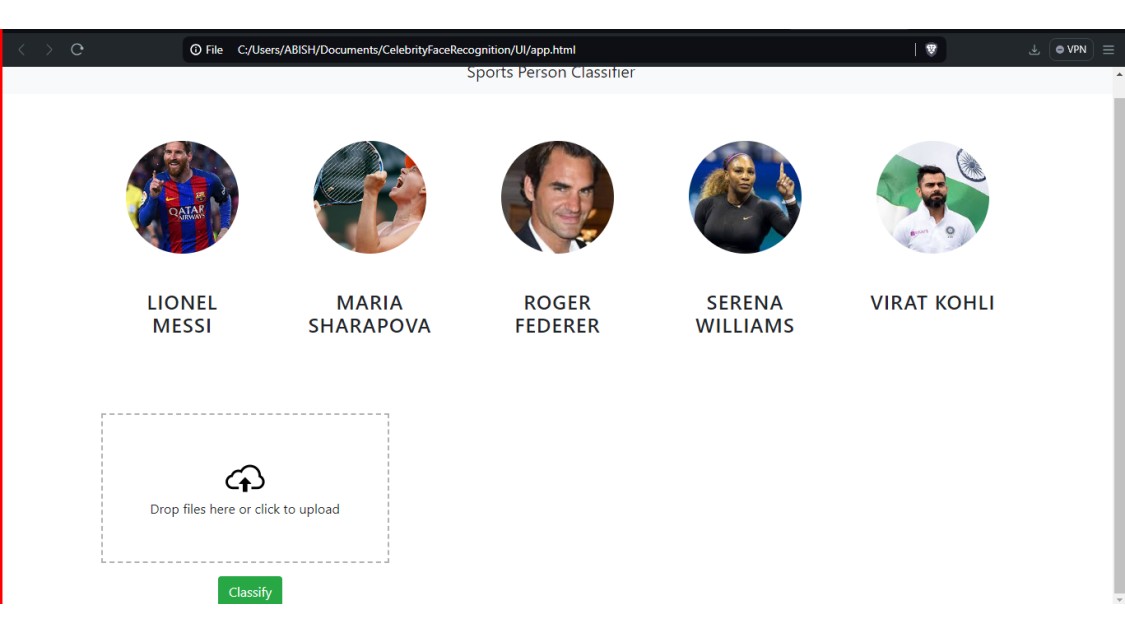 File C:/Users/ABISH/Documents/CelebrityFaceRecognition/UI/app.html
VPN
Sports Person Classifier
QATAR
AIRWAYS
LIONEL
MESSI
MARIA
SHARAPOVA
ROGER
FEDERER
SERENA
WILLIAMS
VIRAT KOHLI
Drop files here or click to upload
Classify